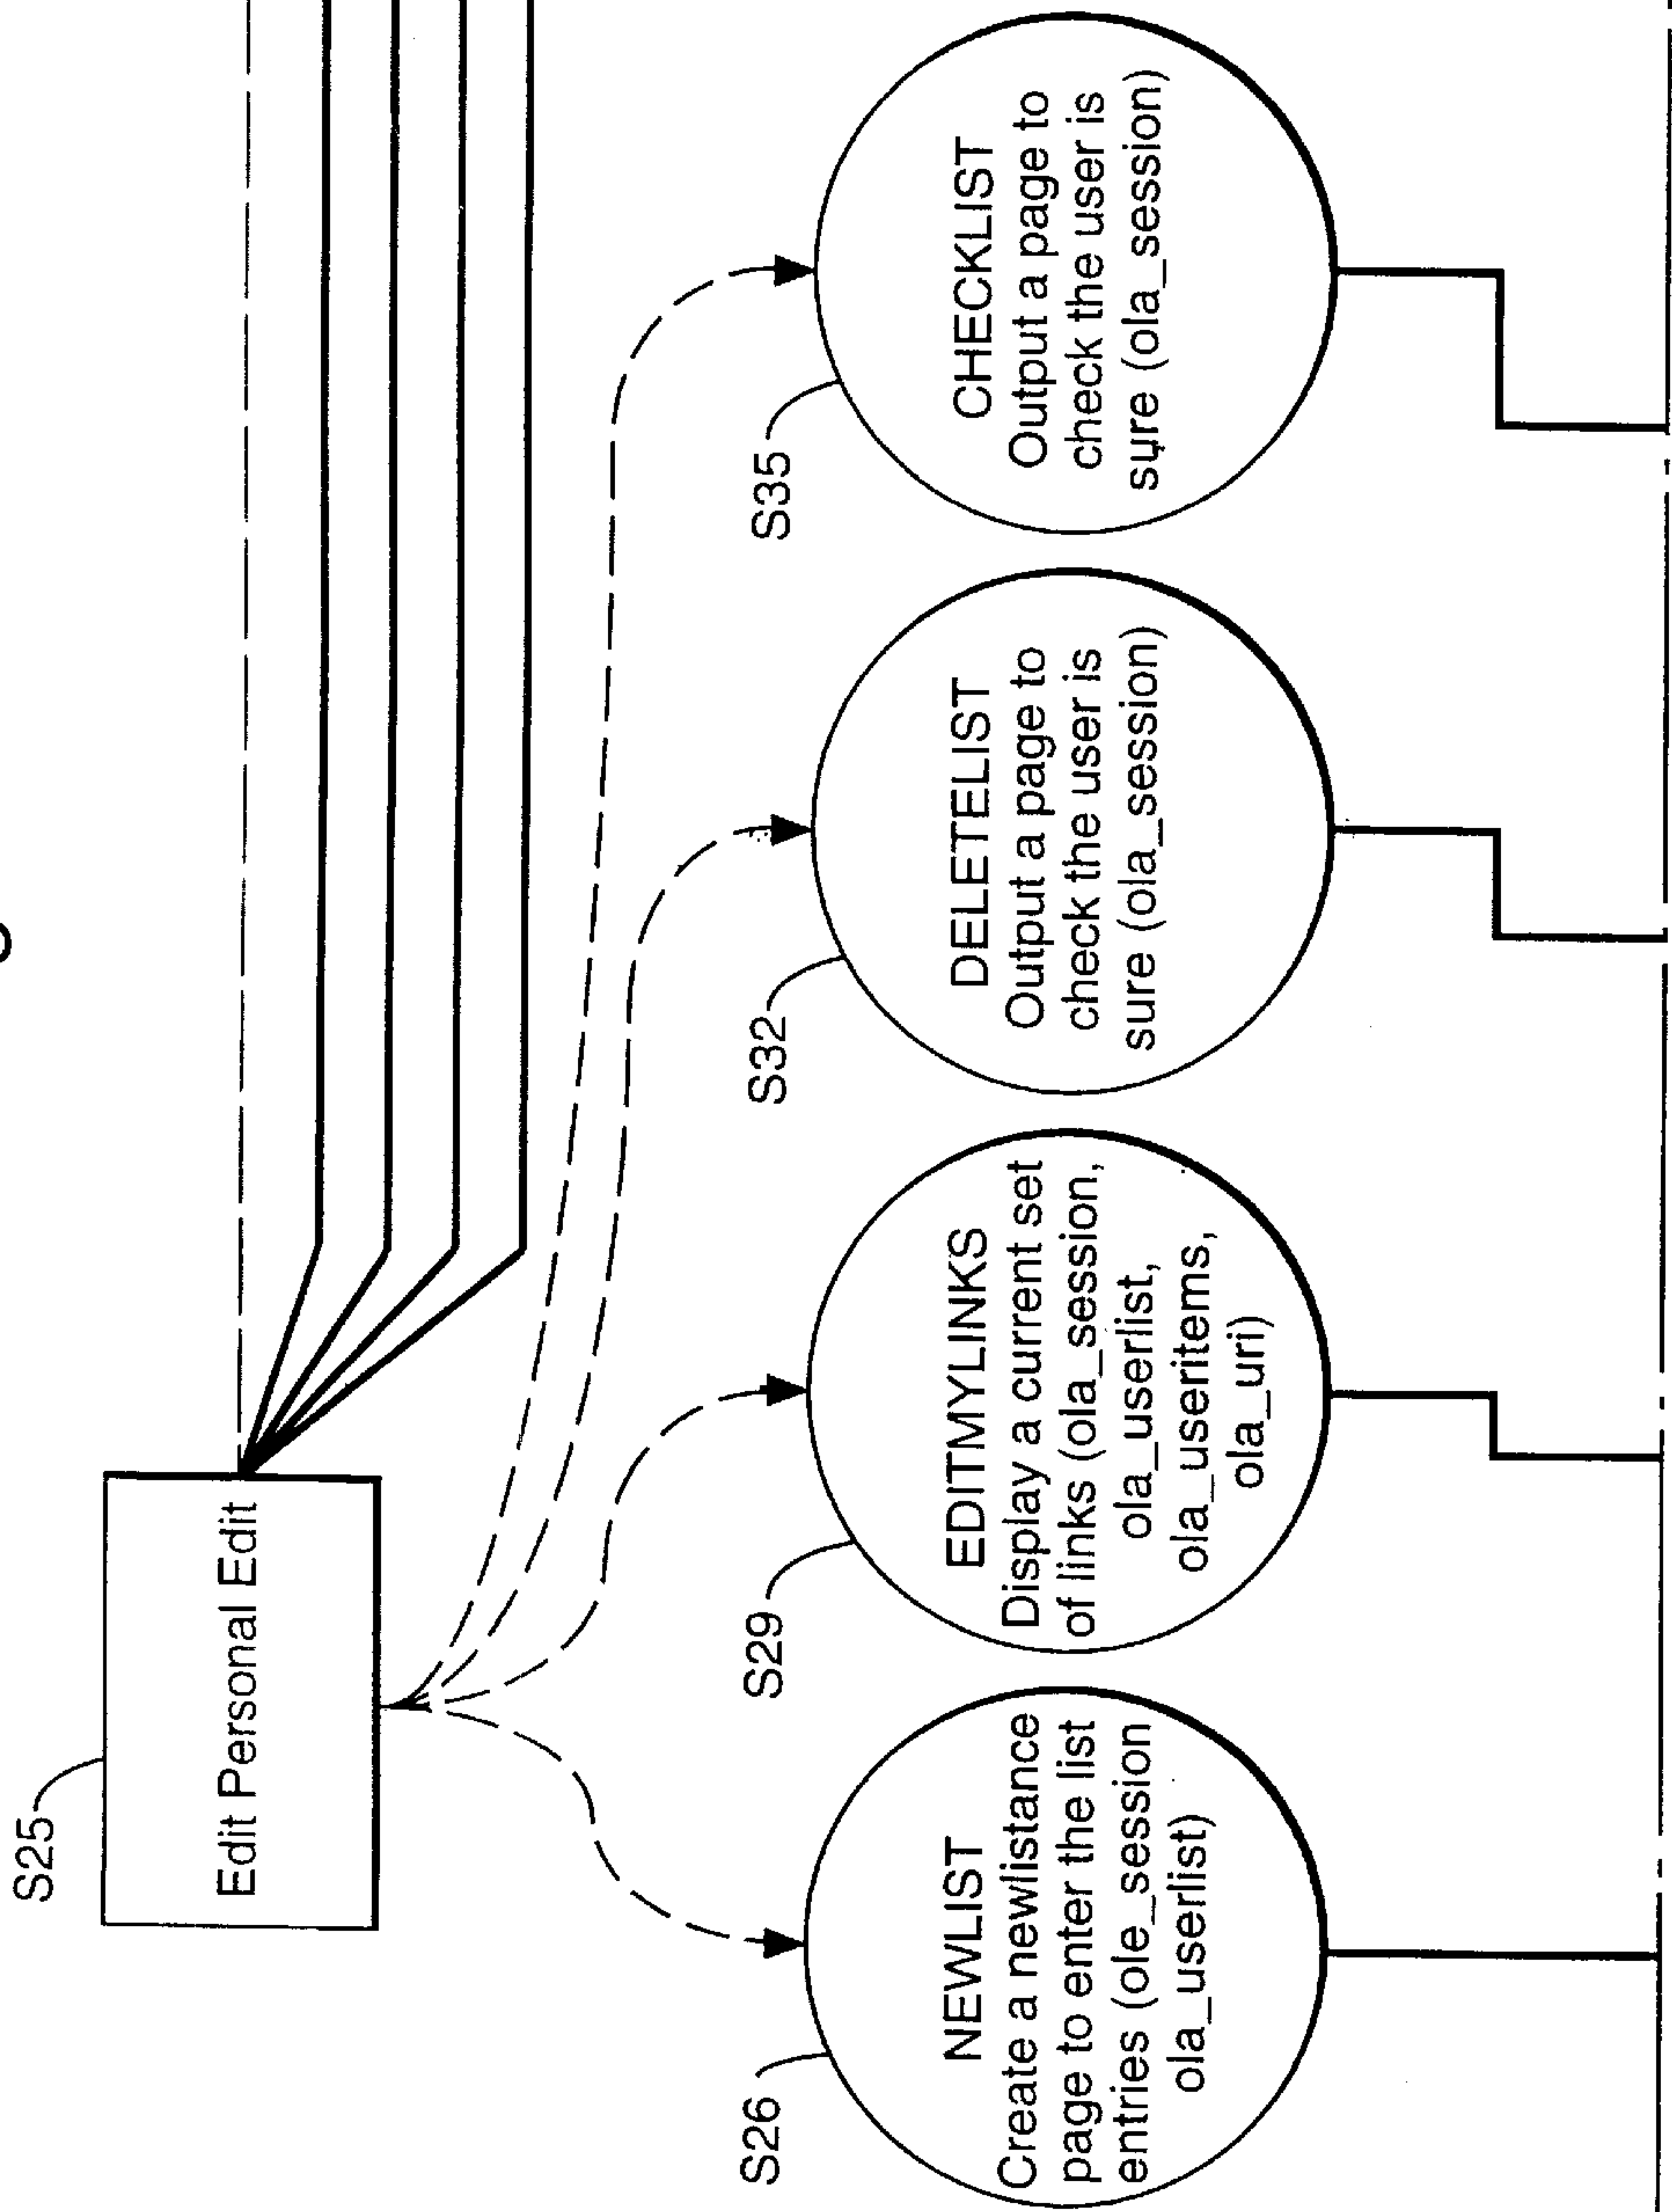 S25
Edit Personal Edit
S26
NEWLIST
Create a newlistance
page to enter the list
entries (ole_session
ola_userlist)
S29
EDITMYLINKS
Display a current set
of links (ola_session,
ola_userlist,
ola_useritems,
ola_uri)
S32
DELETELIST
Output a page to
check the user is
sure (ola_session)
S35
CHECKLIST
Output a page to
check the user is
sure (ola_session)